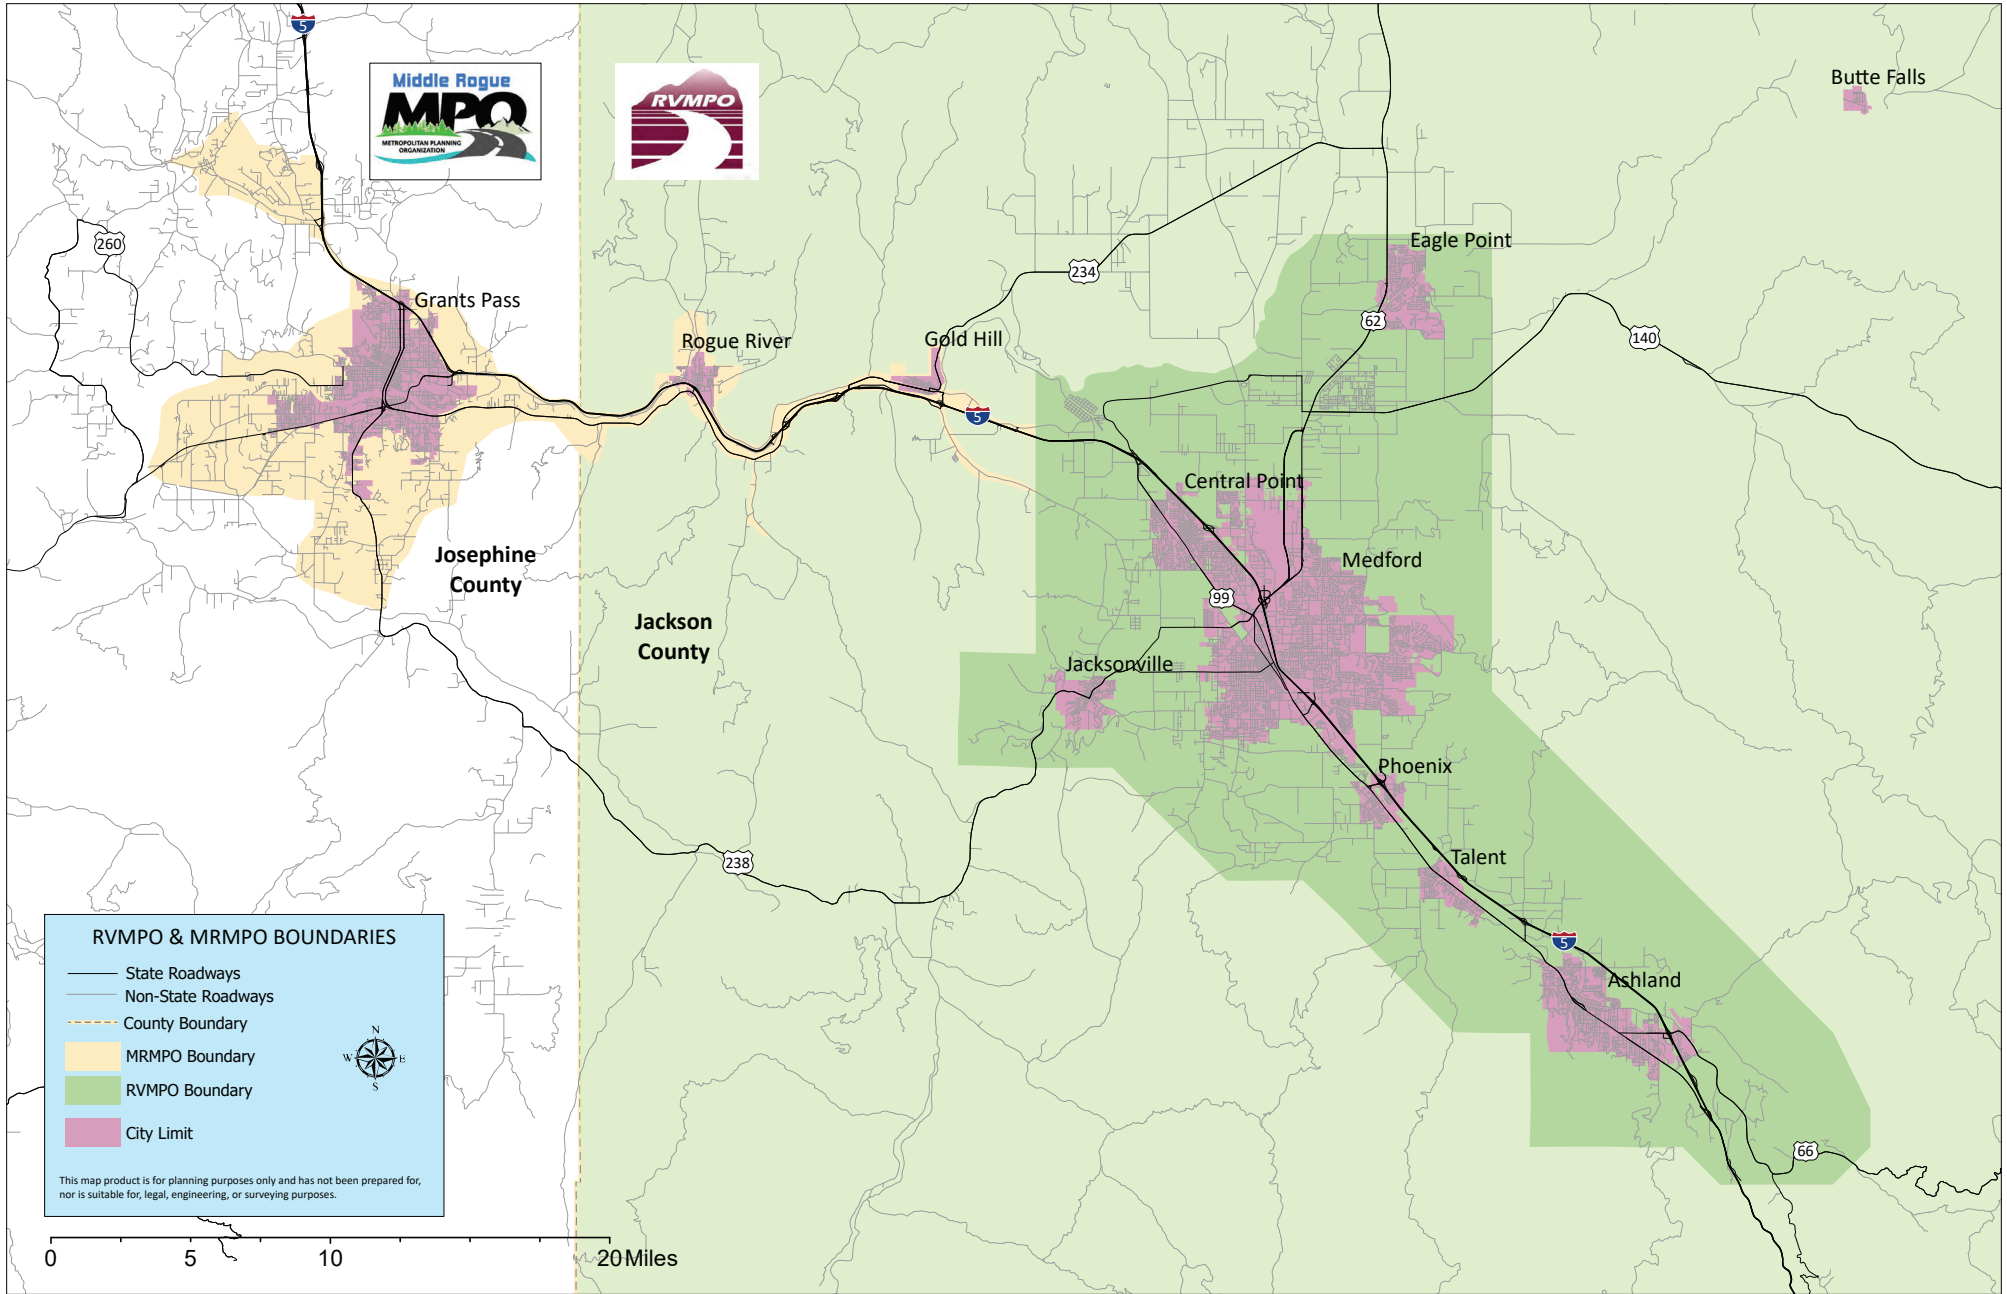 5
Middle Rogue
MPO
METROPOLITAN PLANNING
ORGANIZATION
RVMPO
Butte Falls
260
234
Eagle Point
Grants Pass
62
Rogue River
Gold Hill
140
5
Central Point
Josephine
County
Medford
99
Jackson
County
Jacksonville
Phoenix
238
Talent
5
Ashland
66
RVMPO & MRMPO BOUNDARIES
State Roadways
Non-State Roadways
County Boundary
MRMPO Boundary
RVMPO Boundary
City Limit
N
W E
S
This map product is for planning purposes only and has not been prepared for,
nor is suitable for, legal, engineering, or surveying purposes.
0 5 10 20 Miles